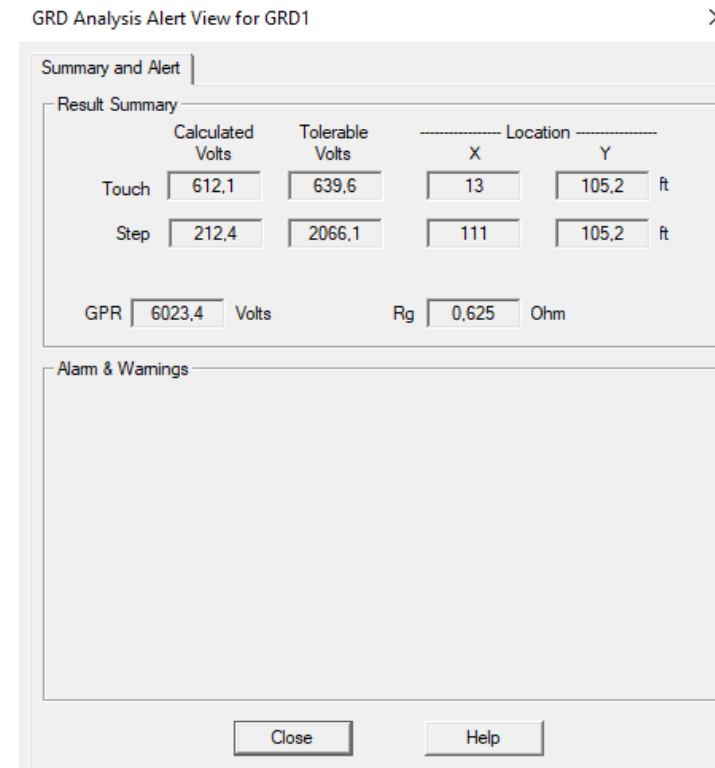 GRD Analysis Alert View for GRD1
Summary and Alert
Result Summary
Calculated Volts Tolerable Volts ----------------- Location -----------------
X Y
Touch 612,1 639,6 13 105,2 ft
Step 212,4 2066,1 111 105,2 ft
GPR 6023,4 Volts Rg 0,625 Ohm
Alarm & Warnings
Close Help